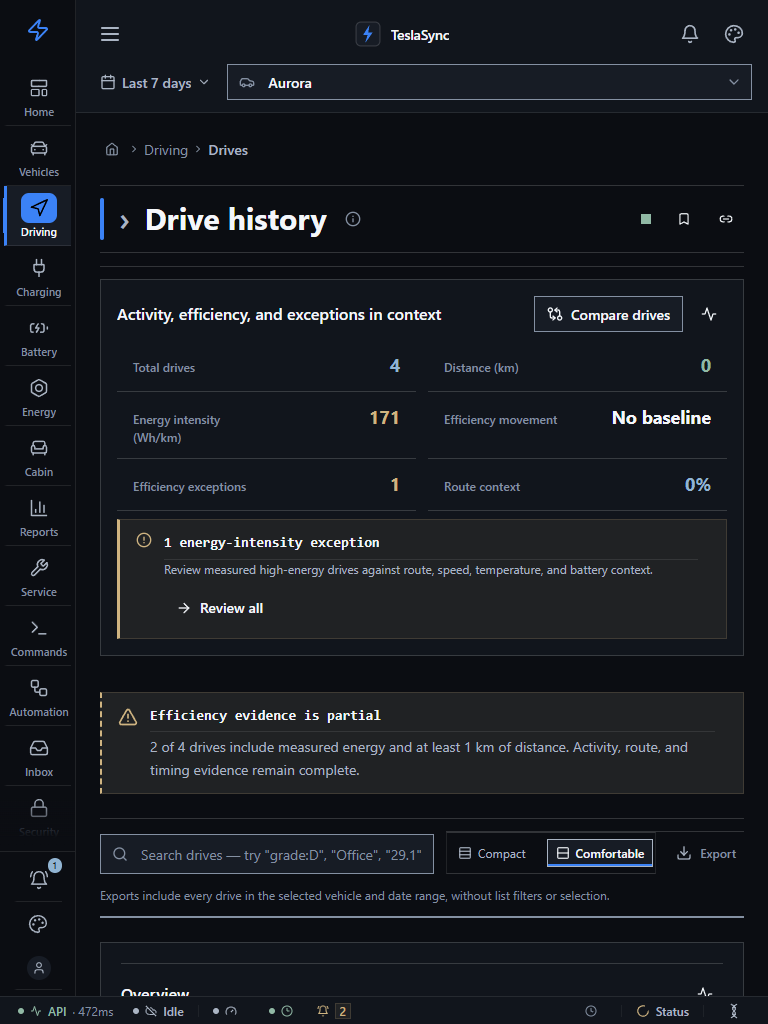 TeslaSync
Last 7 days
Aurora
Home
Vehicles
Driving
Charging
Battery
Energy
Cabin
Reports
Service
Commands
Automation
Inbox
Security
1
Driving > Drives
Drive history
Activity, efficiency, and exceptions in context
Compare drives
Total drives 4
Distance (km) 0
Energy intensity (Wh/km) 171
Efficiency movement No baseline
Efficiency exceptions 1
Route context 0%
1 energy-intensity exception
Review measured high-energy drives against route, speed, temperature, and battery context.
Review all
Efficiency evidence is partial
2 of 4 drives include measured energy and at least 1 km of distance. Activity, route, and
timing evidence remain complete.
Search drives — try "grade:D", "Office", "29.1"
Compact
Comfortable
Export
Exports include every drive in the selected vehicle and date range, without list filters or selection.
Overview
API · 472ms
Idle
2
Status